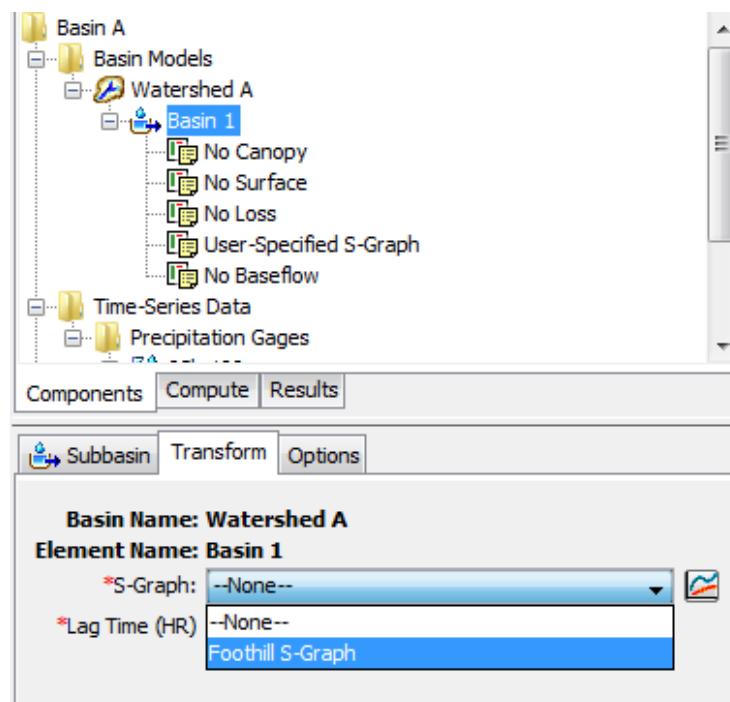 Basin A
Basin Models
Watershed A
Basin 1
No Canopy
No Surface
No Loss
User-Specified S-Graph
No Baseflow
Time-Series Data
Precipitation Gages
Components Compute Results
Subbasin Transform Options
Basin Name: Watershed A
Element Name: Basin 1
*S-Graph: --None--
*Lag Time (HR) --None--
Foothill S-Graph